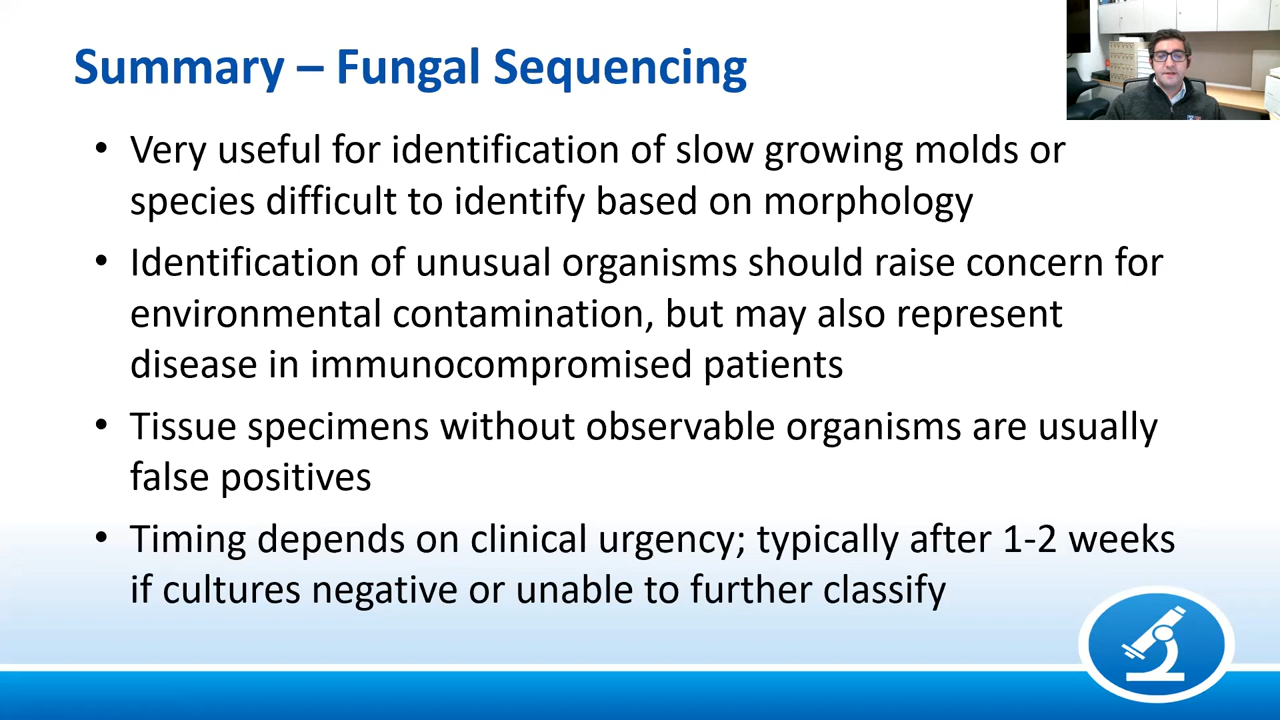 Summary – Fungal Sequencing
• Very useful for identification of slow growing molds or
species difficult to identify based on morphology
• Identification of unusual organisms should raise concern for
environmental contamination, but may also represent
disease in immunocompromised patients
• Tissue specimens without observable organisms are usually
false positives
• Timing depends on clinical urgency; typically after 1-2 weeks
if cultures negative or unable to further classify